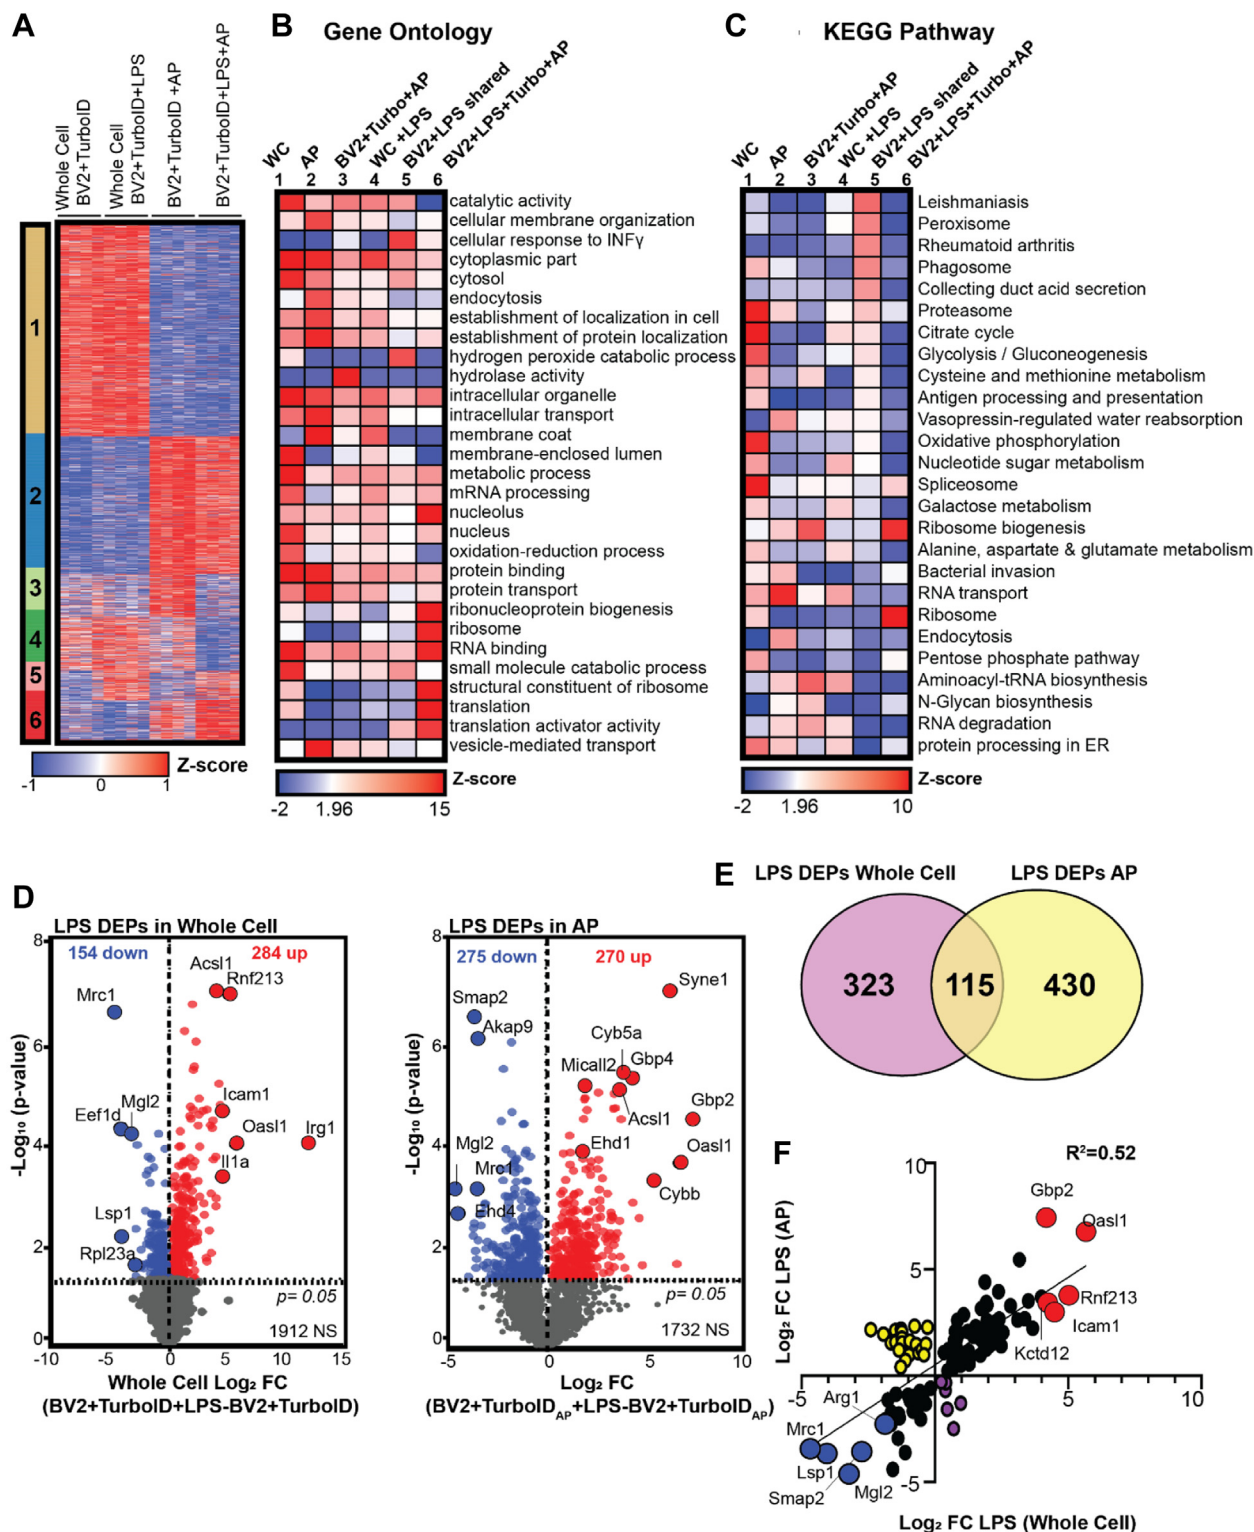 A
Whole Cell
BV2+TurboID
Whole Cell
BV2+TurboID+LPS
BV2+TurboID +AP
BV2+TurboID+LPS+AP
1
2
3
4
5
6
-1
0
1
Z-score
B
Gene Ontology
WC
AP
BV2+Turbo+AP
WC +LPS
BV2+LPS shared
BV2+LPS+Turbo+AP
1 2 3 4 5 6
catalytic activity
cellular membrane organization
cellular response to INFγ
cytoplasmic part
cytosol
endocytosis
establishment of localization in cell
establishment of protein localization
hydrogen peroxide catabolic process
hydrolase activity
intracellular organelle
intracellular transport
membrane coat
membrane-enclosed lumen
metabolic process
mRNA processing
nucleolus
nucleus
oxidation-reduction process
protein binding
protein transport
ribonucleoprotein biogenesis
ribosome
RNA binding
small molecule catabolic process
structural constituent of ribosome
translation
translation activator activity
vesicle-mediated transport
Z-score
-2 1.96 15
C
KEGG Pathway
WC
AP
BV2+Turbo+AP
WC +LPS
BV2+LPS shared
BV2+LPS+Turbo+AP
1 2 3 4 5 6
Leishmaniasis
Peroxisome
Rheumatoid arthritis
Phagosome
Collecting duct acid secretion
Proteasome
Citrate cycle
Glycolysis / Gluconeogenesis
Cysteine and methionine metabolism
Antigen processing and presentation
Vasopressin-regulated water reabsorption
Oxidative phosphorylation
Nucleotide sugar metabolism
Spliceosome
Galactose metabolism
Ribosome biogenesis
Alanine, aspartate & glutamate metabolism
Bacterial invasion
RNA transport
Ribosome
Endocytosis
Pentose phosphate pathway
Aminoacyl-tRNA biosynthesis
N-Glycan biosynthesis
RNA degradation
protein processing in ER
Z-score
-2 1.96 10
D
LPS DEPs in Whole Cell
154 down
284 up
Acsl1
Rnf213
Mrc1
Icam1
Eef1d
Mgl2
Oasl1
Irg1
Il1a
Lsp1
Rpl23a
p= 0.05
1912 NS
-Log₁₀ (p-value)
8
6
4
2
0
-10 -5 0 5 10 15
Whole Cell Log₂ FC
(BV2+TurboID+LPS-BV2+TurboID)
LPS DEPs in AP
275 down
270 up
Syne1
Smap2
Akap9
Cyb5a
Micall2
Gbp4
Acsl1
Gbp2
Ehd1
Oasl1
Mgl2
Mrc1
Cybb
Ehd4
p= 0.05
1732 NS
-Log₁₀ (p-value)
8
6
4
2
0
-5 0 5 10
Log₂ FC
(BV2+TurboID_AP+LPS-BV2+TurboID_AP)
E
LPS DEPs Whole Cell
LPS DEPs AP
323
115
430
F
R²=0.52
Gbp2
Oasl1
Rnf213
Icam1
Kctd12
Arg1
Mrc1
Lsp1
Smap2
Mgl2
10
5
-5
-5 5 10
Log₂ FC LPS (AP)
Log₂ FC LPS (Whole Cell)